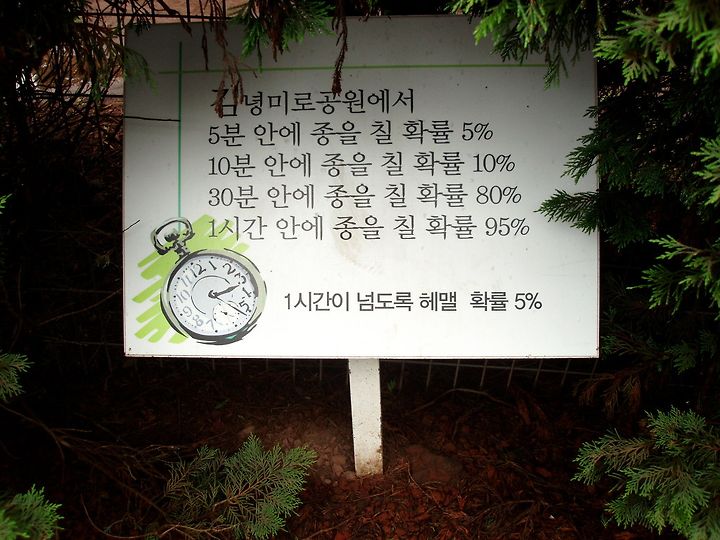 김녕미로공원에서
5분 안에 종을 칠 확률 5%
10분 안에 종을 칠 확률 10%
30분 안에 종을 칠 확률 80%
1시간 안에 종을 칠 확률 95%
1시간이 넘도록 헤맬 확률 5%